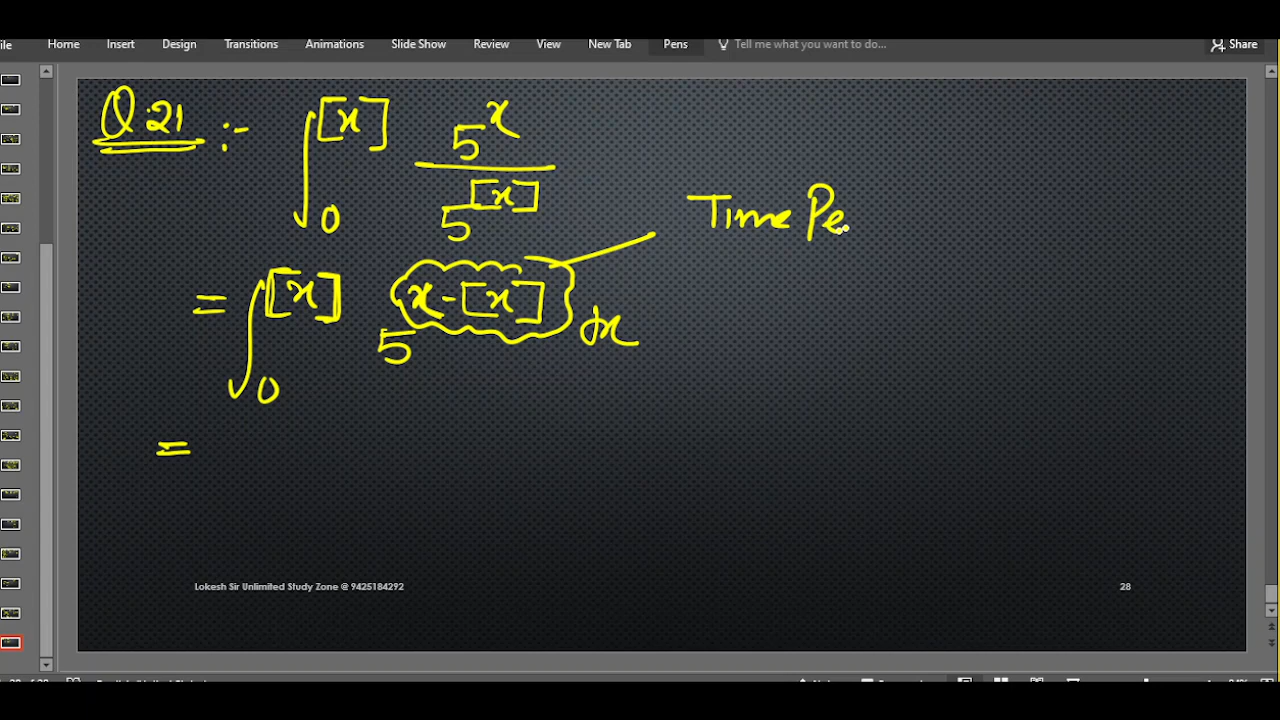 File Home Insert Design Transitions Animations Slide Show Review View New Tab Pens Tell me what you want to do... Share
Q.21 :- ∫₀^[x] 5^x / 5^[x]
Time Pe
= ∫₀^[x] 5^(x-[x]) dx
=
Lokesh Sir Unlimited Study Zone @ 9425184292 28